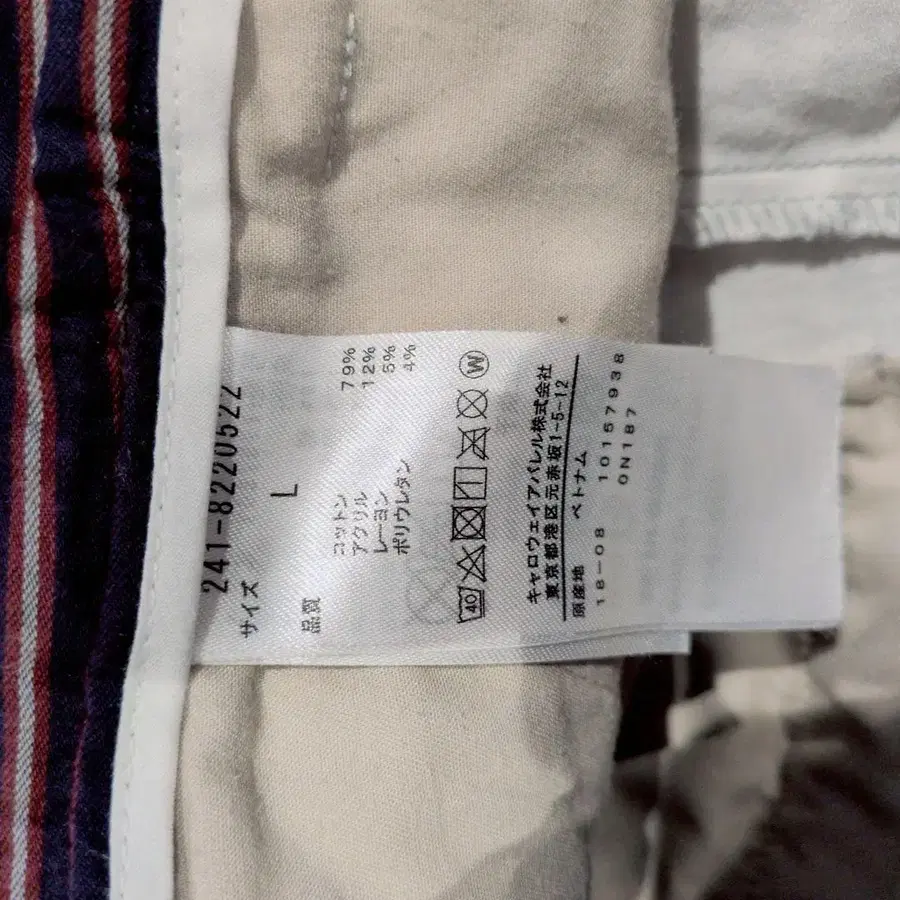 241-8220522
サイズ
L
品質
コットン 79%
アクリル 12%
レーヨン 5%
ポリウレタン 4%
40
W
キャロウェイアパレル株式会社
東京都港区元赤坂1-5-12
原産地 ベトナム
18-08 10157938
0N187